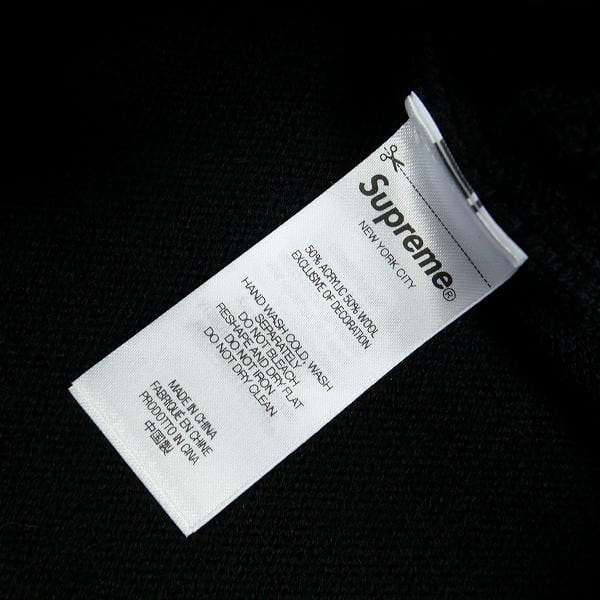 Supreme®
NEW YORK CITY
50% ACRYLIC 50% WOOL
EXCLUSIVE OF DECORATION
HAND WASH COLD, WASH
SEPARATELY
DO NOT BLEACH
RESHAPE AND DRY FLAT
DO NOT IRON
DO NOT DRY CLEAN.
MADE IN CHINA
FABRIQUÉ EN CHINE
PRODOTTO IN CINA
中国製